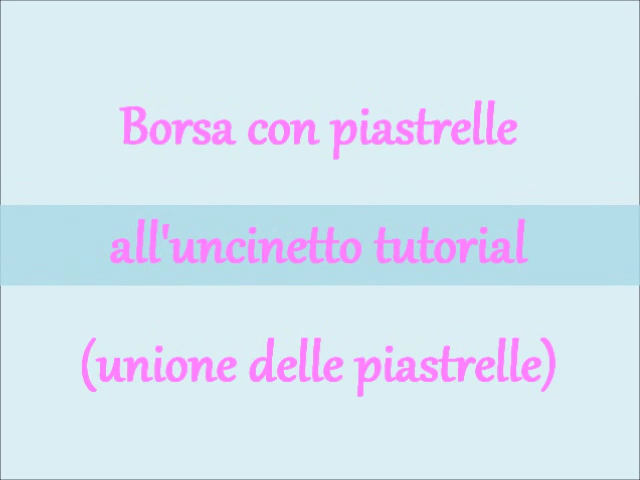 Borsa con piastrelle
all'uncinetto tutorial
(unione delle piastrelle)